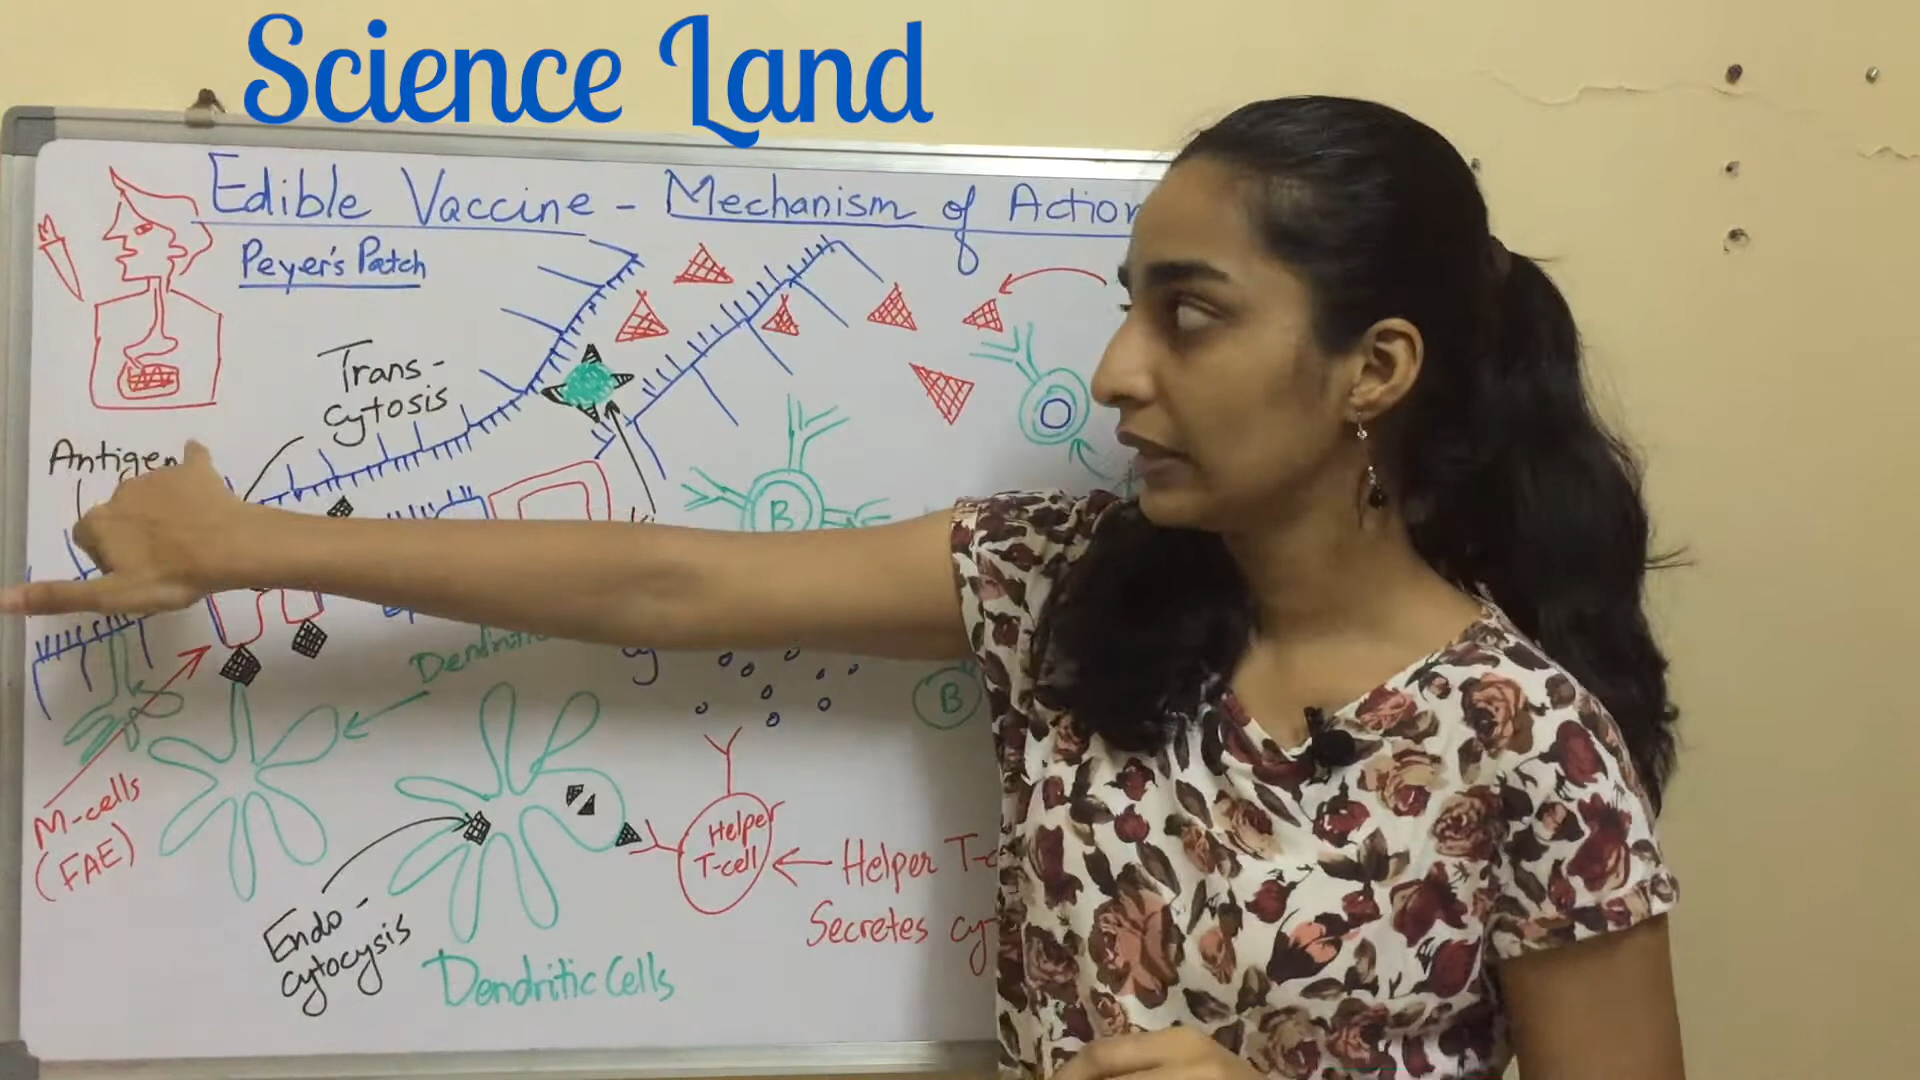 Science Land
Edible Vaccine - Mechanism of Action
Peyer's Patch
Trans-
cytosis
Antigen
Dendritic
B
B
M-cells
(FAE)
Helper
T-cell
Helper
Secretes
Endo-
cytocysis
Dendritic Cells